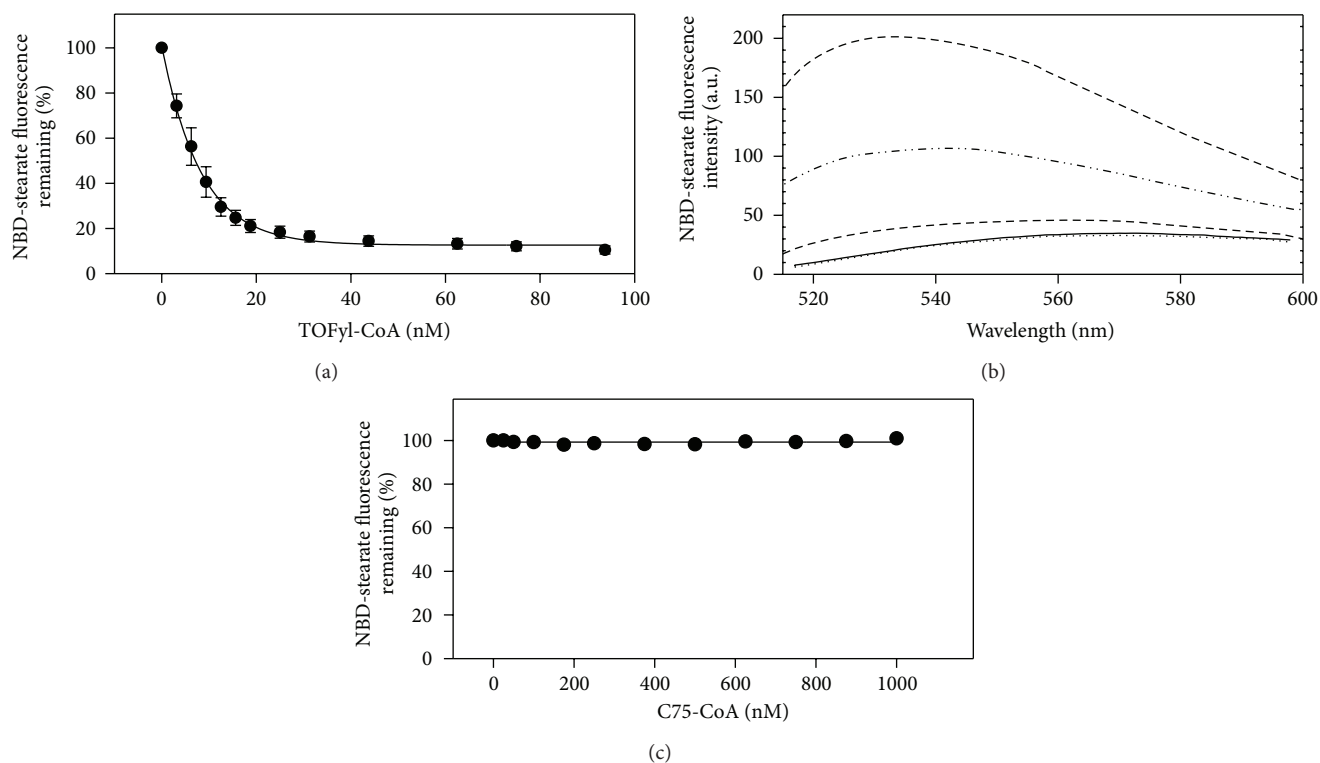 NBD-stearate fluorescence
remaining (%)
100
80
60
40
20
0
0 20 40 60 80 100
TOFyl-CoA (nM)
(a)
NBD-stearate fluorescence
intensity (a.u.)
200
150
100
50
0
520 540 560 580 600
Wavelength (nm)
(b)
NBD-stearate fluorescence
remaining (%)
100
80
60
40
20
0
0 200 400 600 800 1000
C75-CoA (nM)
(c)